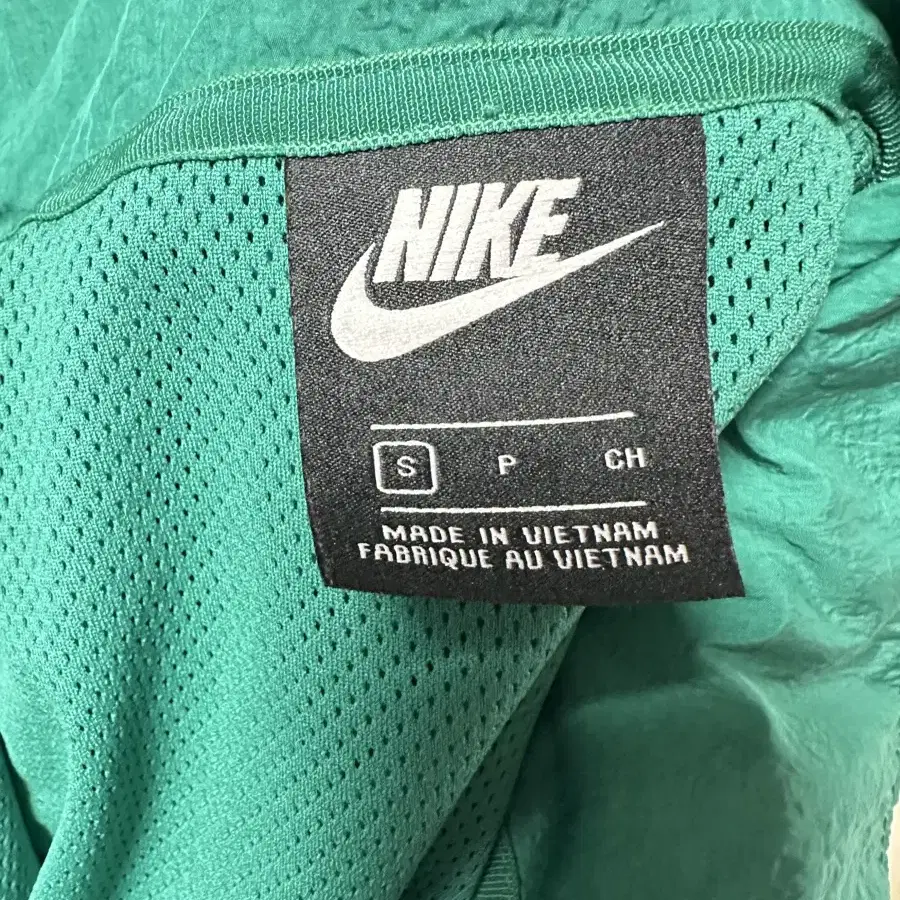 NIKE
S P CH
MADE IN VIETNAM
FABRIQUE AU VIETNAM